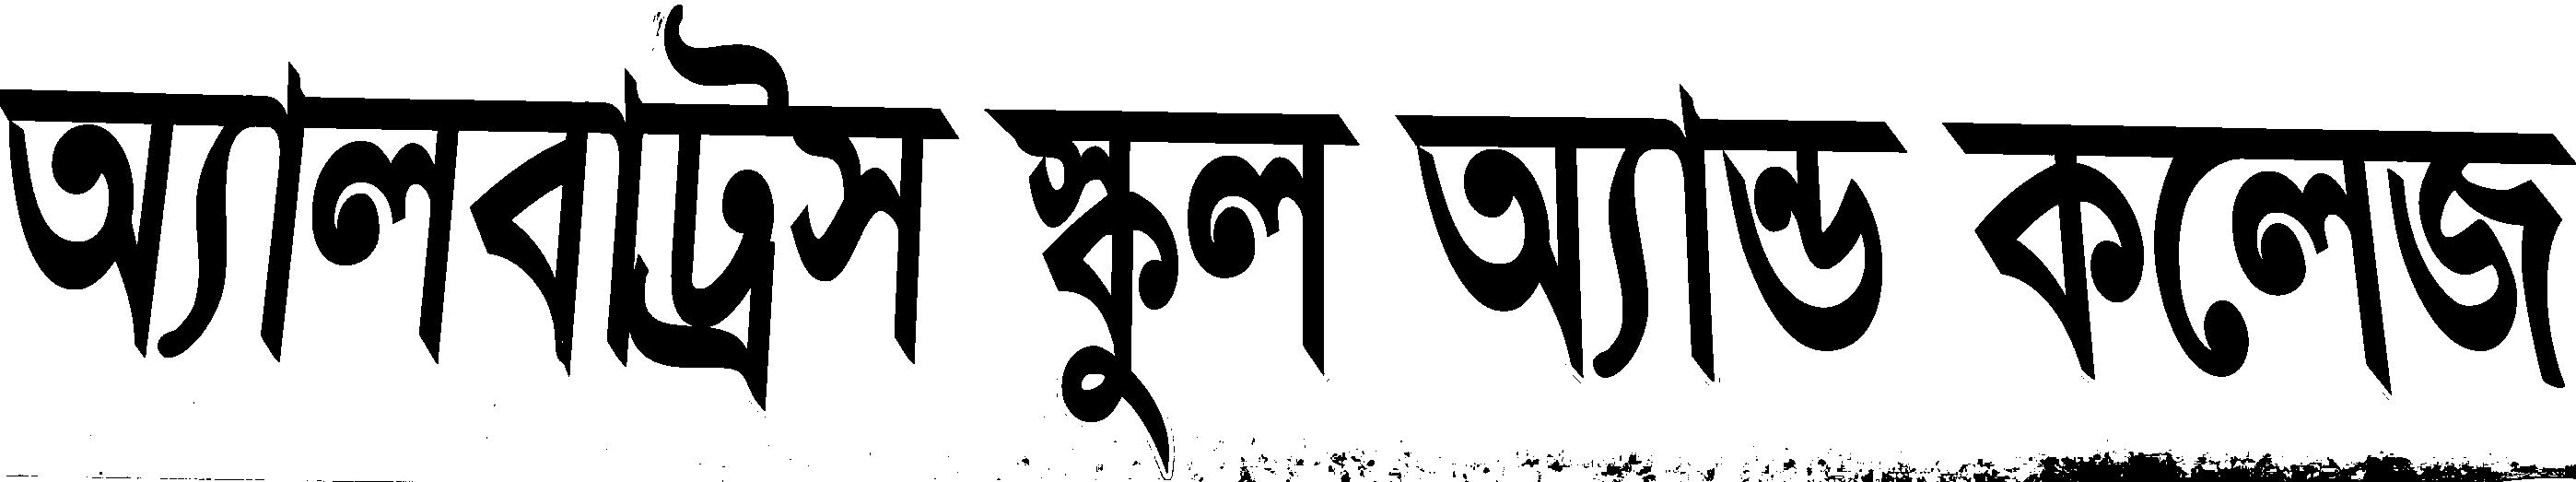 অ্যালবাট্রস স্কুল অ্যান্ড কলেজ